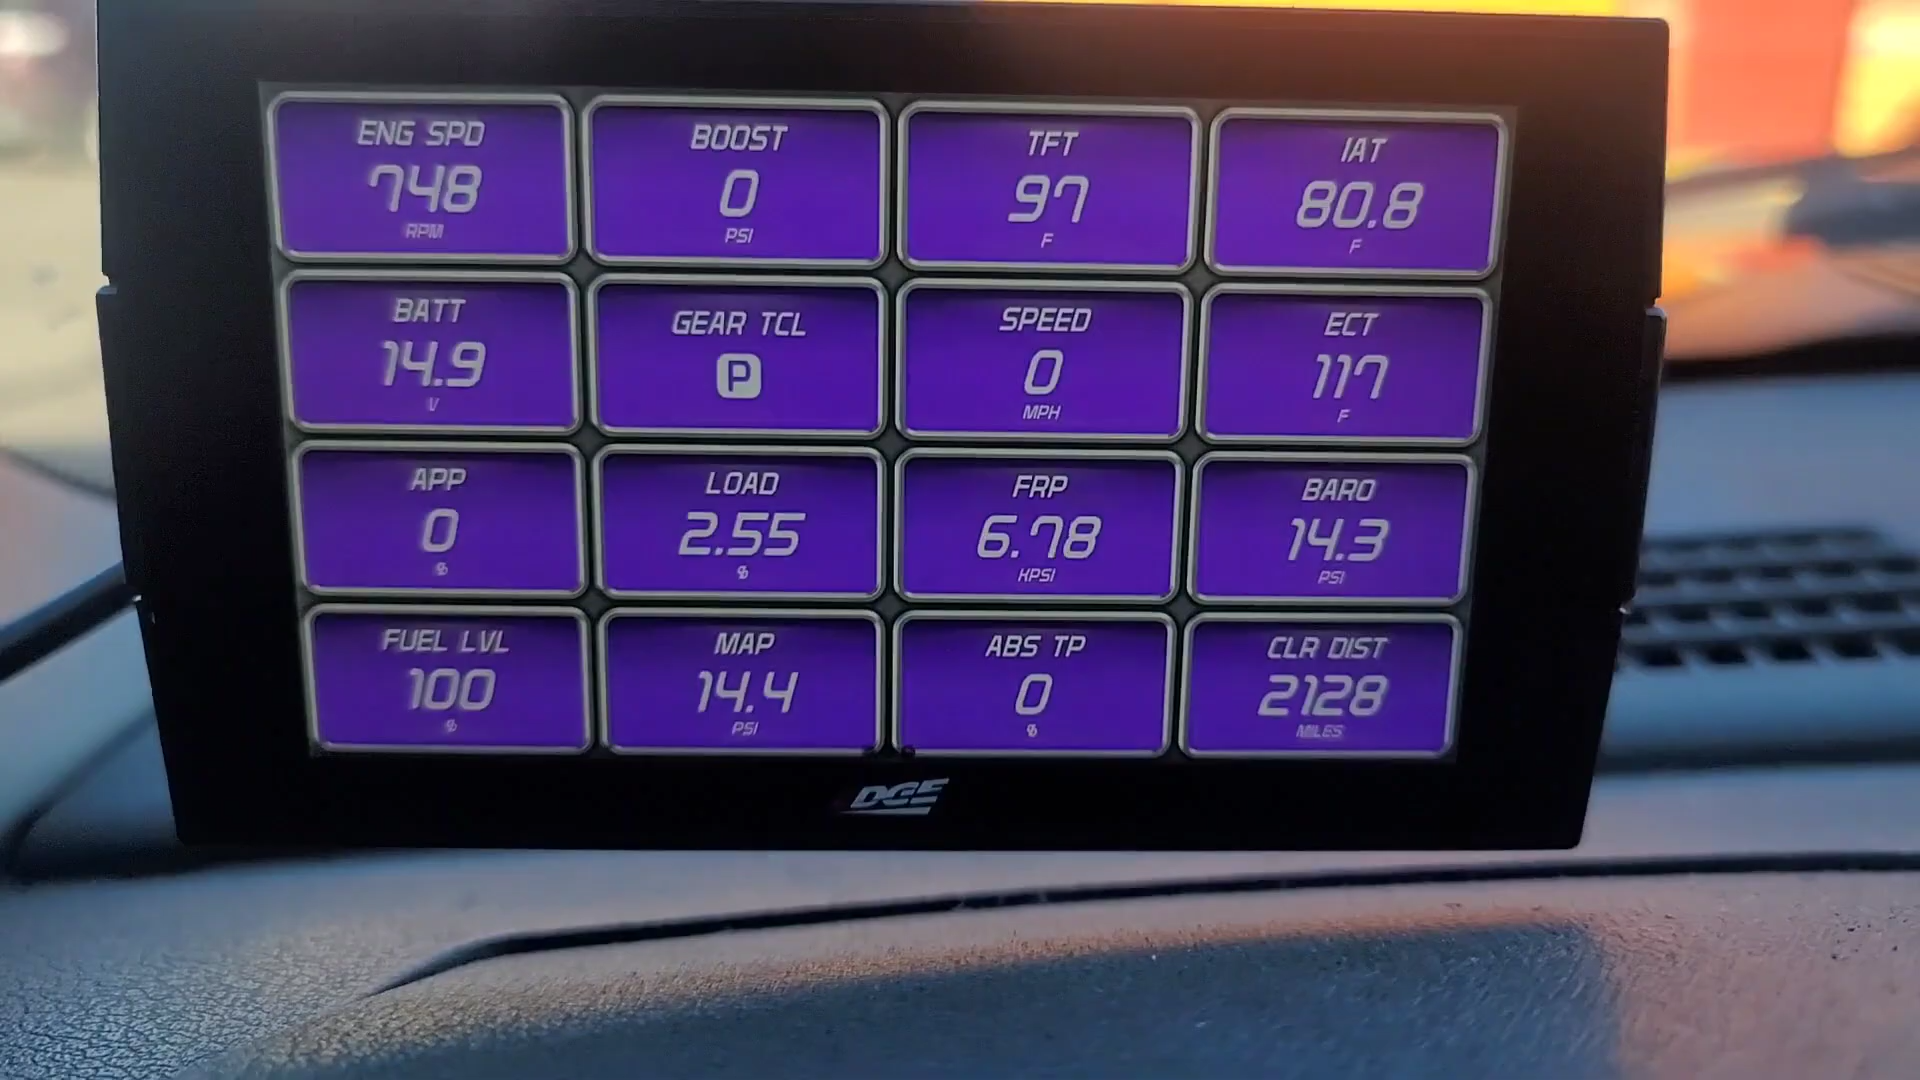 ENG SPD
748
RPM
BOOST
0
PSI
TFT
97
F
IAT
80.8
F
BATT
14.9
V
GEAR TCL
P
SPEED
0
MPH
ECT
117
F
APP
0
%
LOAD
2.55
%
FRP
6.78
KPSI
BARO
14.3
PSI
FUEL LVL
100
%
MAP
14.4
PSI
ABS TP
0
%
CLR DIST
2128
MILES